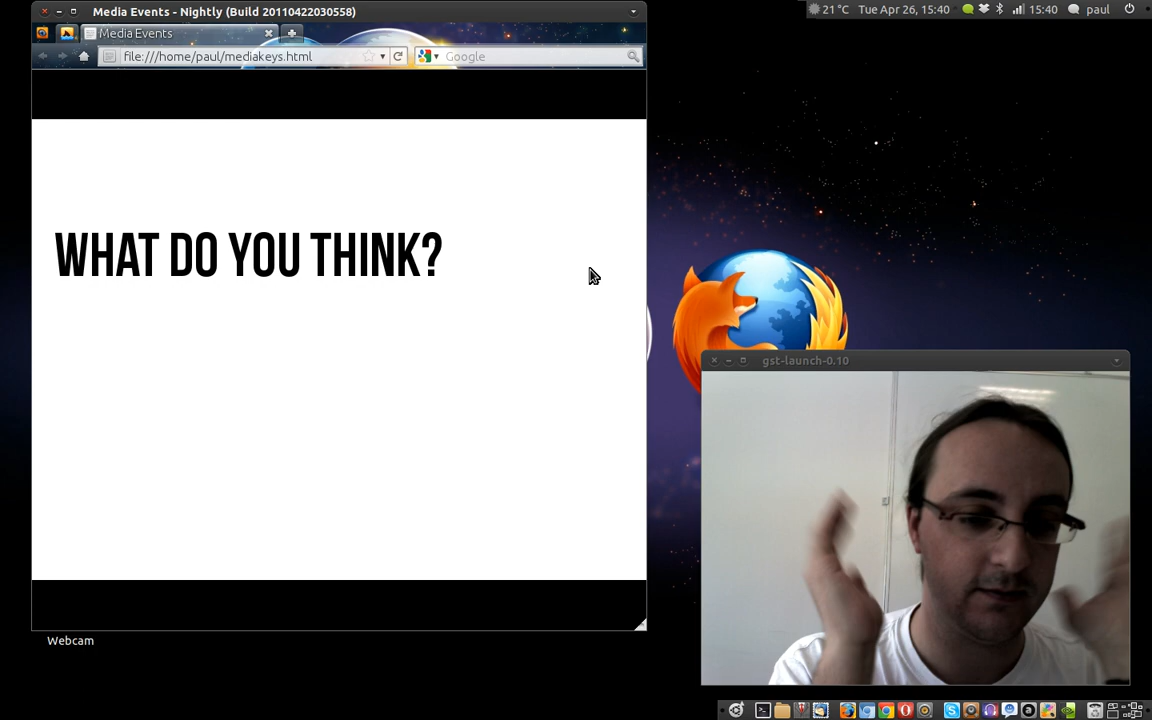 Media Events - Nightly (Build 20110422030558)
21 °C Tue Apr 26, 15:40 15:40 paul
Media Events
file:///home/paul/mediakeys.html
Google
WHAT DO YOU THINK?
gst-launch-0.10
Webcam